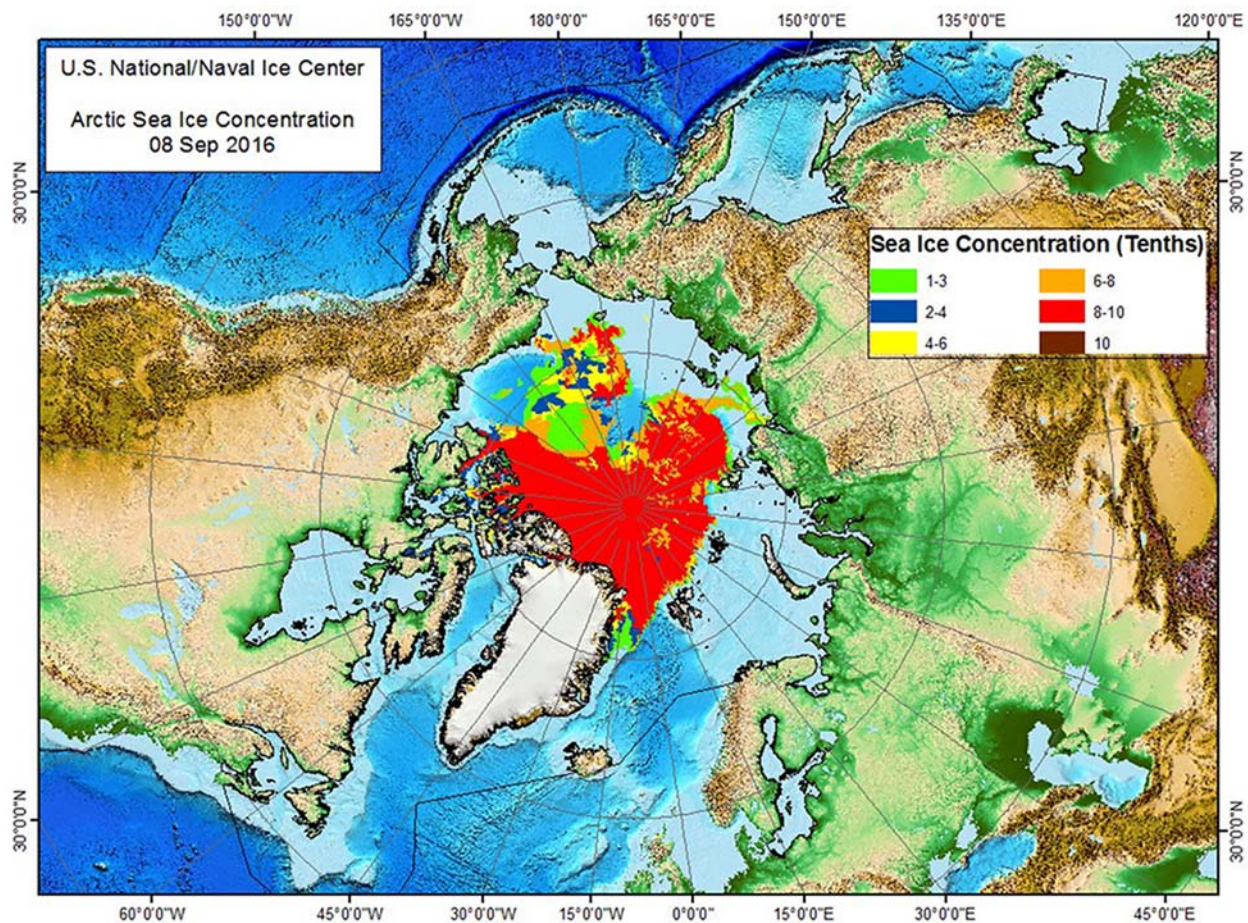 150°0'0"W 165°0'0"W 180°0'0" 165°0'0"E 150°0'0"E 135°0'0"E 120°0'0"E
U.S. National/Naval Ice Center
Arctic Sea Ice Concentration
08 Sep 2016
30°0'0"N
30°0'0"N
Sea Ice Concentration (Tenths)
1-3 6-8
2-4 8-10
4-6 10
30°0'0"N
30°0'0"N
60°0'0"W 45°0'0"W 30°0'0"W 15°0'0"W 0°0'0" 15°0'0"E 30°0'0"E 45°0'0"E